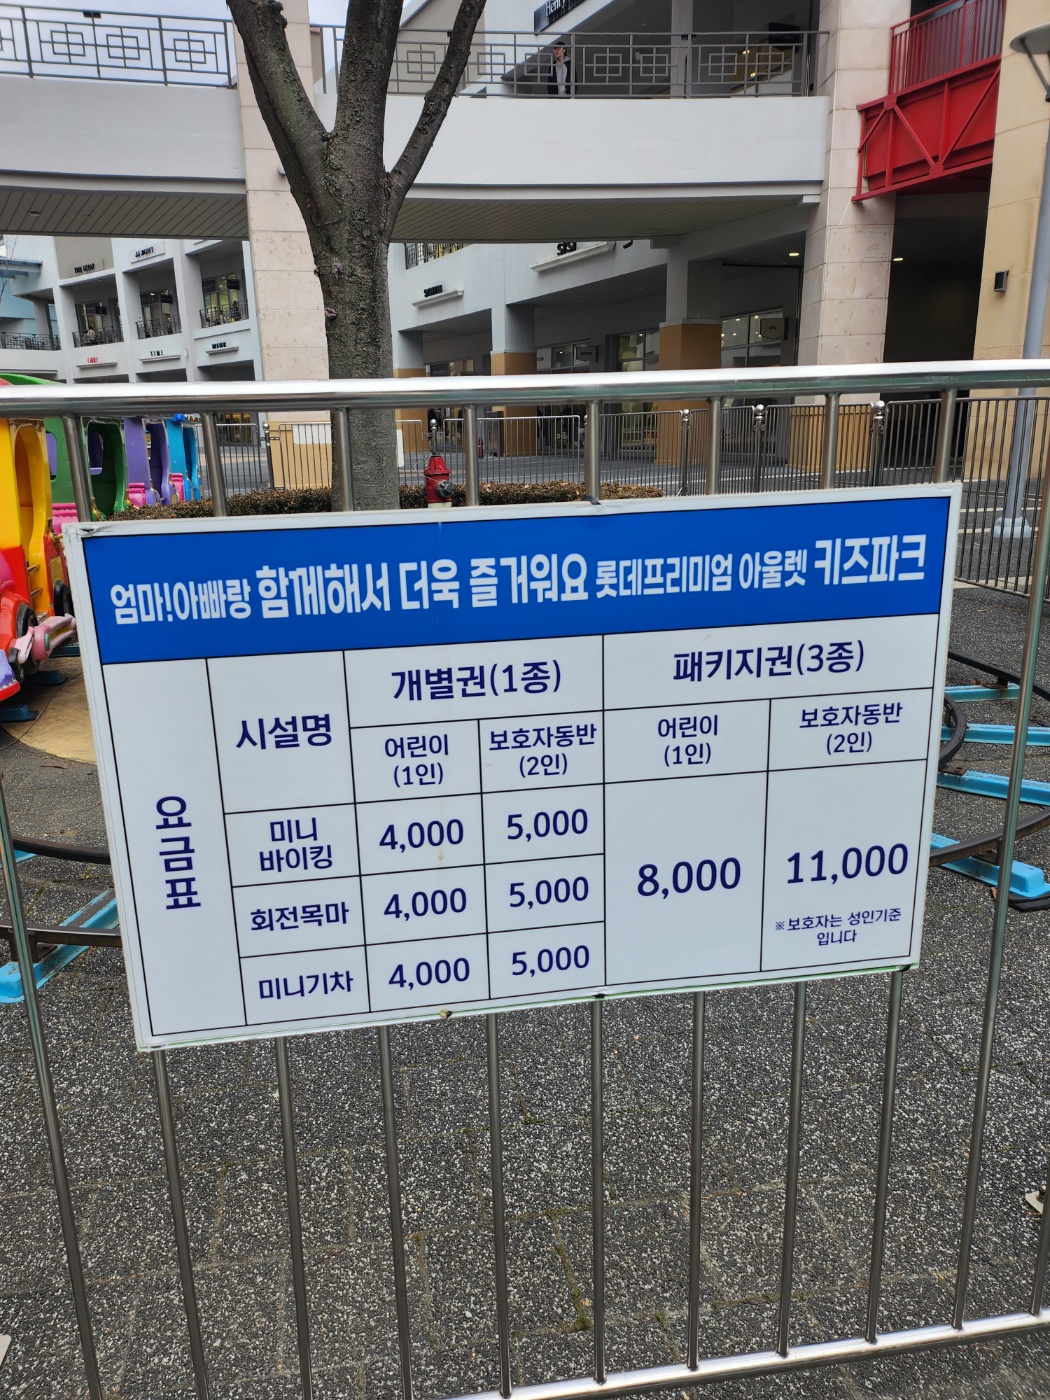 엄마!아빠랑 함께해서 더욱 즐거워요 롯데프리미엄 아울렛 키즈파크
요금표
시설명
개별권(1종)
패키지권(3종)
어린이
(1인)
보호자동반
(2인)
어린이
(1인)
보호자동반
(2인)
미니
바이킹
4,000
5,000
회전목마
4,000
5,000
미니기차
4,000
5,000
8,000
11,000
※보호자는 성인기준
입니다